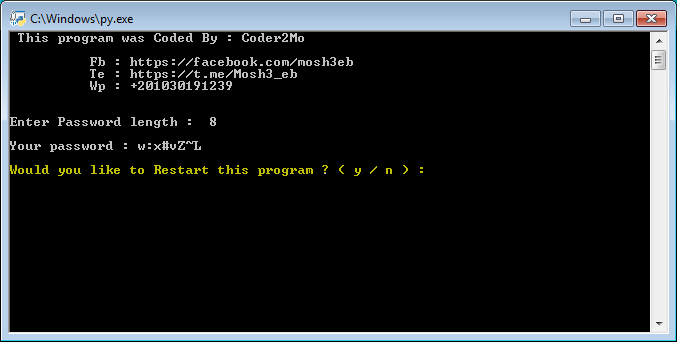 C:\Windows\py.exe
This program was Coded By : Coder2Mo
Fb : https://facebook.com/mosh3eb
Te : https://t.me/Mosh3_eb
Wp : +201030191239
Enter Password length :  8
Your password : w:x#vZ~L
Would you like to Restart this program ? ( y / n ) :